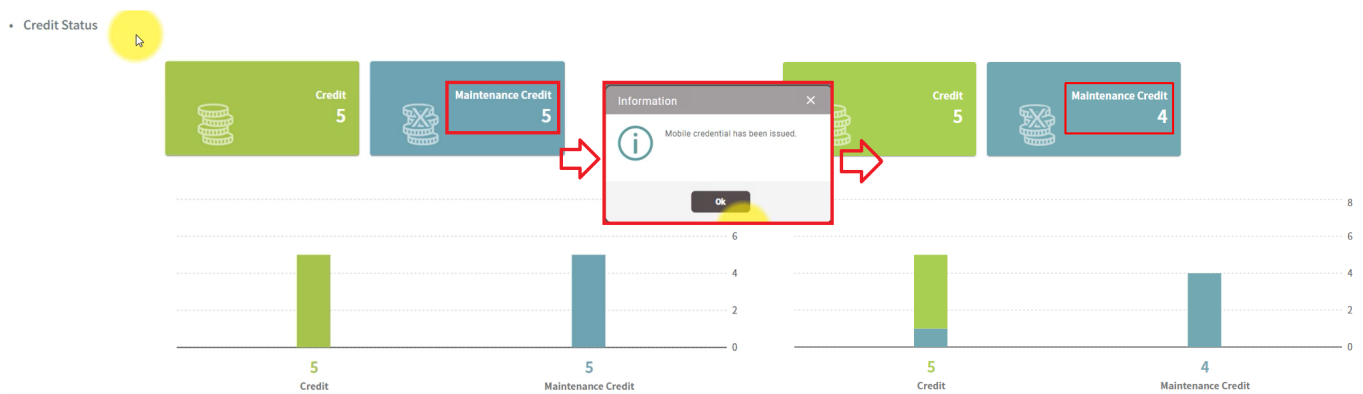 • Credit Status
Credit
5
Maintenance Credit
5
Information
Mobile credential has been issued.
Ok
Credit
5
Maintenance Credit
4
6
4
2
0
5
Credit
5
Maintenance Credit
8
6
4
2
0
5
Credit
4
Maintenance Credit